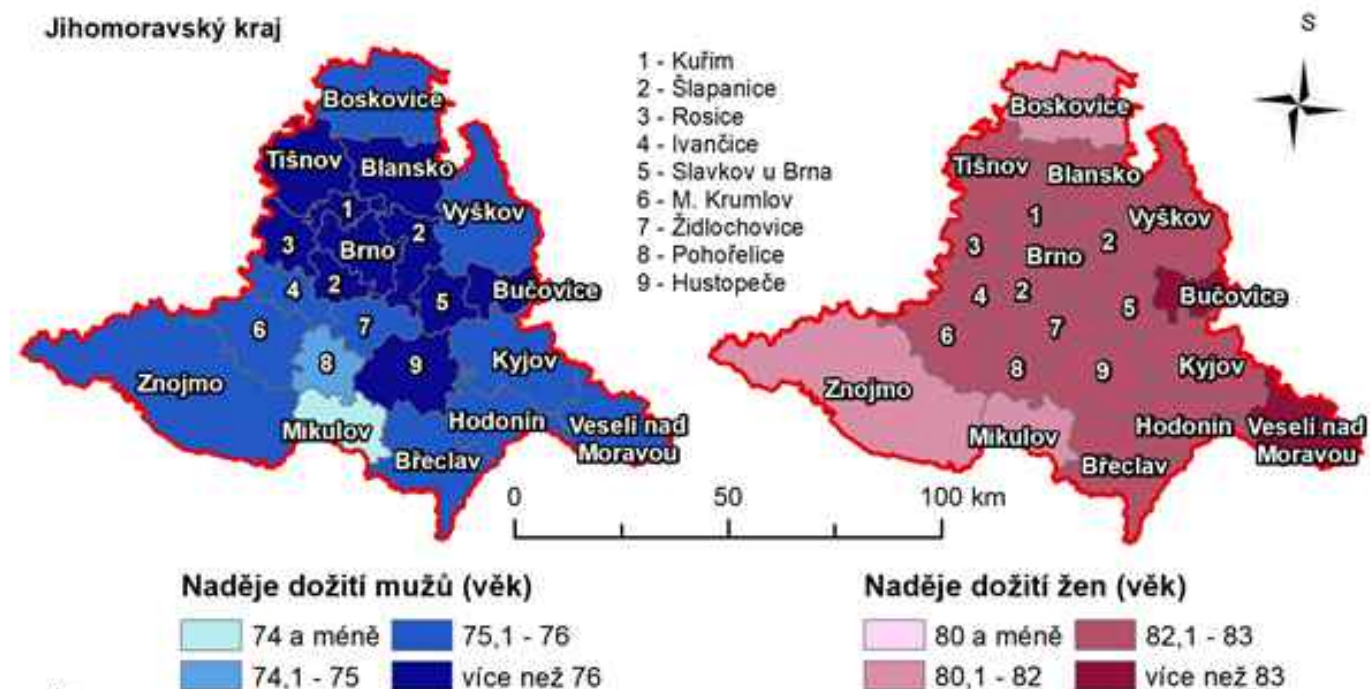 Jihomoravský kraj
S
1 - Kuřim
2 - Šlapanice
3 - Rosice
4 - Ivančice
5 - Slavkov u Brna
6 - M. Krumlov
7 - Židlochovice
8 - Pohořelice
9 - Hustopeče
Boskovice
Tišnov
Blansko
Vyškov
1
2
3
Brno
2
4
5
Bučovice
6
7
8
9
Kyjov
Znojmo
Mikulov
Hodonín
Veselí nad
Moravou
Břeclav
Boskovice
Tišnov
Blansko
Vyškov
1
2
3
Brno
4
2
5
Bučovice
6
7
8
9
Kyjov
Znojmo
Mikulov
Hodonín
Veselí nad
Moravou
Břeclav
0 50 100 km
Naděje dožití mužů (věk)
74 a méně 75,1 - 76
74,1 - 75 více než 76
Naděje dožití žen (věk)
80 a méně 82,1 - 83
80,1 - 82 více než 83